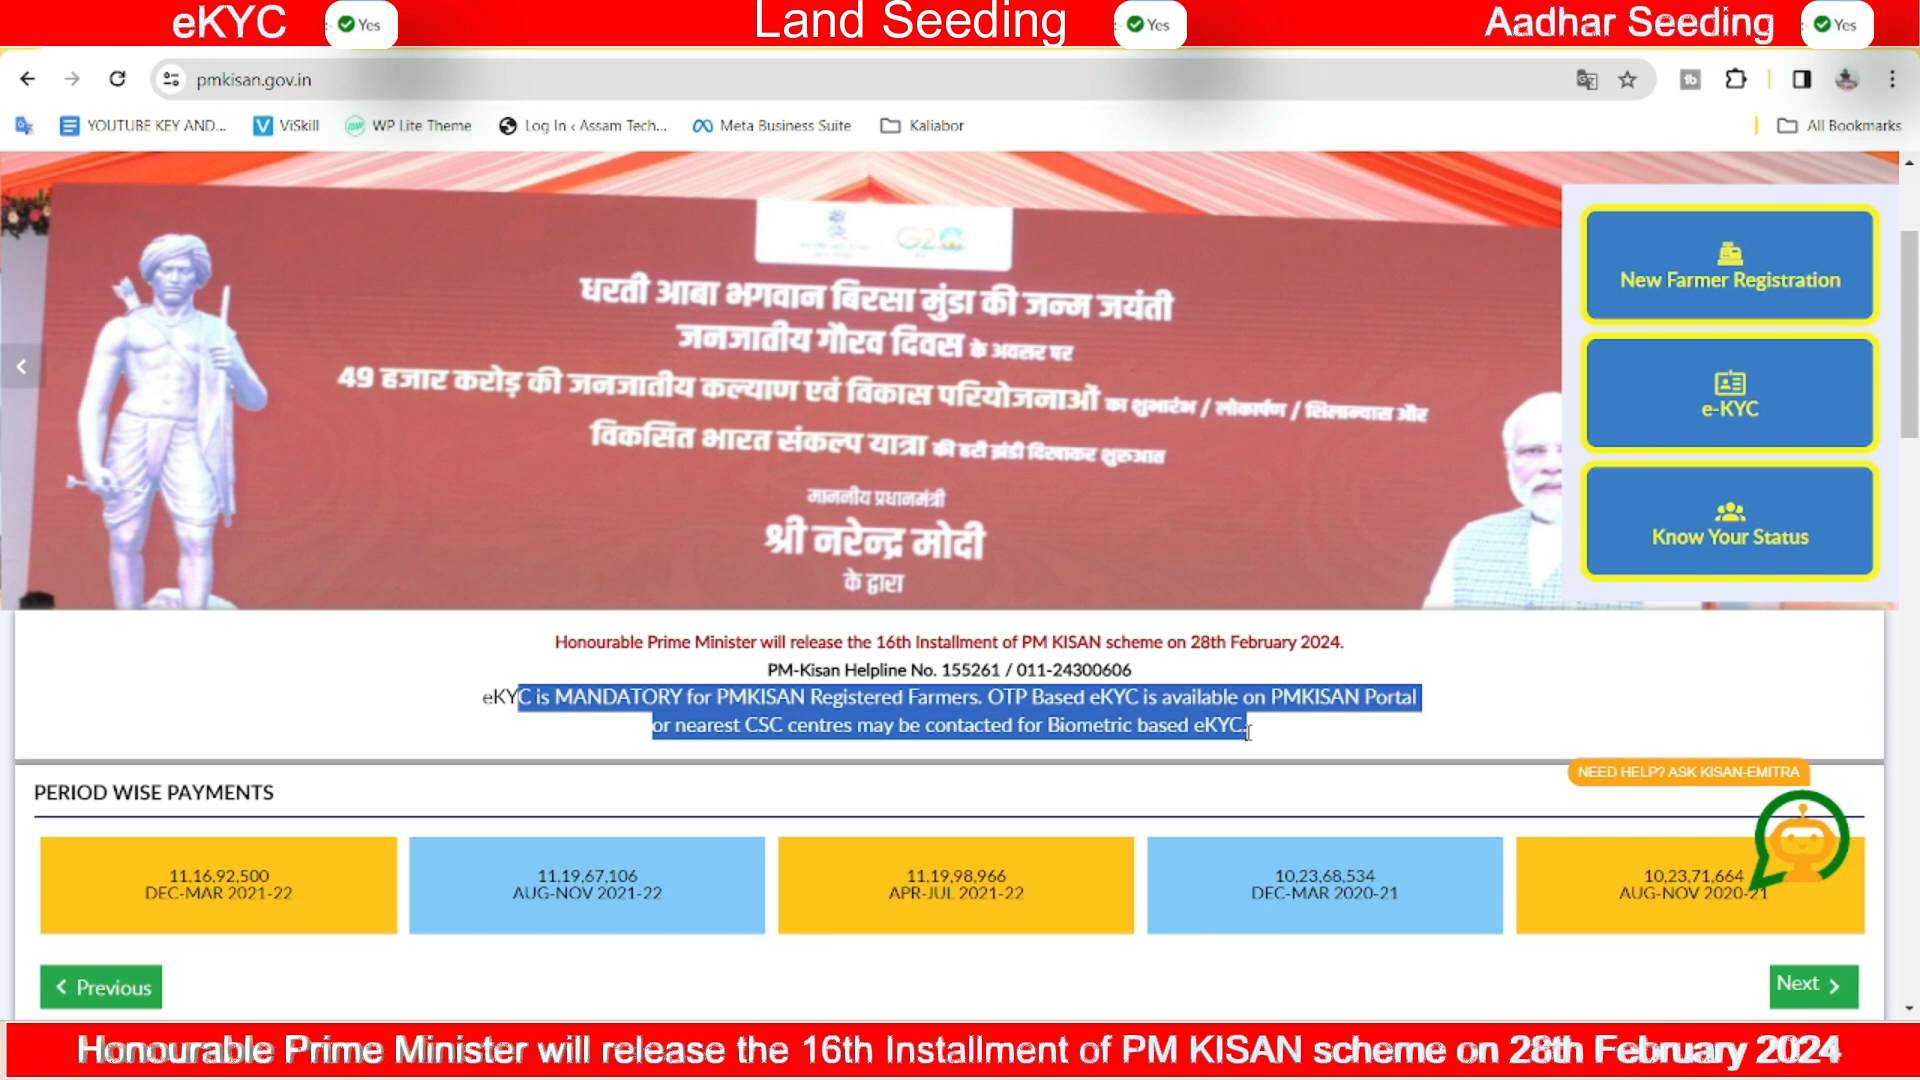 eKYC Yes Land Seeding Yes Aadhar Seeding Yes
pmkisan.gov.in
YOUTUBE KEY AND... ViSkill WP Lite Theme Log In ‹ Assam Tech... Meta Business Suite Kaliabor All Bookmarks
G20
धरती आबा भगवान बिरसा मुंडा की जन्म जयंती
जनजातीय गौरव दिवस के अवसर पर
49 हजार करोड़ की जनजातीय कल्याण एवं विकास परियोजनाओं का शुभारंभ / लोकार्पण / शिलान्यास और
विकसित भारत संकल्प यात्रा की हरी झंडी दिखाकर शुरुआत
माननीय प्रधानमंत्री
श्री नरेन्द्र मोदी
के द्वारा
New Farmer Registration
e-KYC
Know Your Status
Honourable Prime Minister will release the 16th Installment of PM KISAN scheme on 28th February 2024.
PM-Kisan Helpline No. 155261 / 011-24300606
eKYC is MANDATORY for PMKISAN Registered Farmers. OTP Based eKYC is available on PMKISAN Portal
or nearest CSC centres may be contacted for Biometric based eKYC.
NEED HELP? ASK KISAN-EMITRA
PERIOD WISE PAYMENTS
11,16,92,500
DEC-MAR 2021-22
11,19,67,106
AUG-NOV 2021-22
11,19,98,966
APR-JUL 2021-22
10,23,68,534
DEC-MAR 2020-21
10,23,71,664
AUG-NOV 2020-21
Previous
Next
Honourable Prime Minister will release the 16th Installment of PM KISAN scheme on 28th February 2024